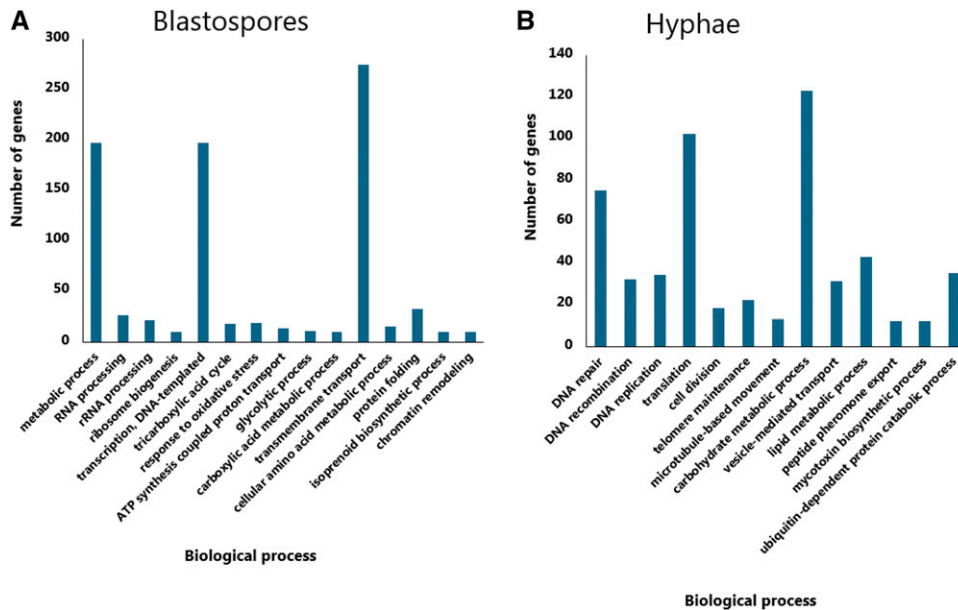 A
Blastospores
Number of genes
300
250
200
150
100
50
0
metabolic process
RNA processing
rRNA processing
ribosome biogenesis
transcription, DNA-templated
tricarboxylic acid cycle
response to oxidative stress
ATP synthesis coupled proton transport
glycolytic process
carboxylic acid metabolic process
transmembrane transport
cellular amino acid metabolic process
protein folding
isoprenoid biosynthetic process
chromatin remodeling
Biological process
B
Hyphae
Number of genes
140
120
100
80
60
40
20
0
DNA repair
DNA recombination
DNA replication
translation
cell division
telomere maintenance
microtubule-based movement
carbohydrate metabolic process
vesicle-mediated transport
lipid metabolic process
peptide pheromone export
mycotoxin biosynthetic process
ubiquitin-dependent protein catabolic process
Biological process